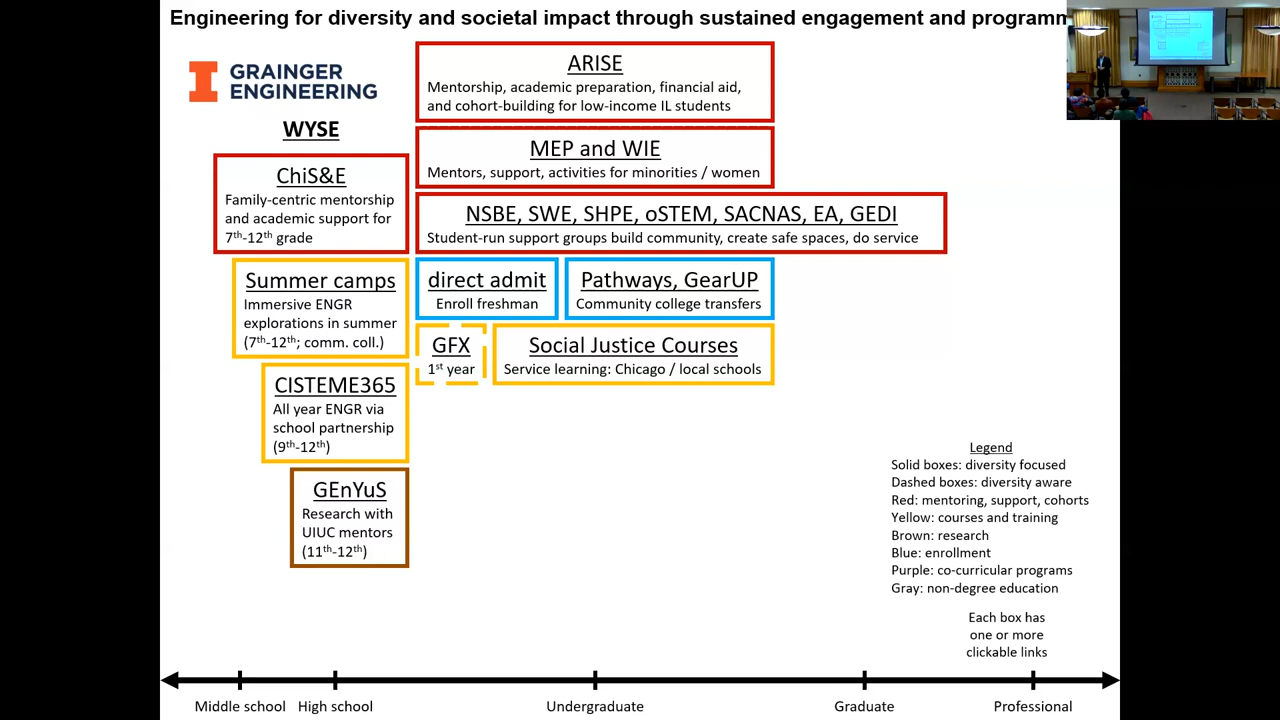 Engineering for diversity and societal impact through sustained engagement and programm
GRAINGER
ENGINEERING
WYSE
ChiS&E
Family-centric mentorship
and academic support for
7th-12th grade
Summer camps
Immersive ENGR
explorations in summer
(7th-12th; comm. coll.)
CISTEME365
All year ENGR via
school partnership
(9th-12th)
GEnYuS
Research with
UIUC mentors
(11th-12th)
ARISE
Mentorship, academic preparation, financial aid,
and cohort-building for low-income IL students
MEP and WIE
Mentors, support, activities for minorities / women
NSBE, SWE, SHPE, oSTEM, SACNAS, EA, GEDI
Student-run support groups build community, create safe spaces, do service
direct admit
Enroll freshman
Pathways, GearUP
Community college transfers
GFX
1st year
Social Justice Courses
Service learning: Chicago / local schools
Legend
Solid boxes: diversity focused
Dashed boxes: diversity aware
Red: mentoring, support, cohorts
Yellow: courses and training
Brown: research
Blue: enrollment
Purple: co-curricular programs
Gray: non-degree education
Each box has
one or more
clickable links
Middle school
High school
Undergraduate
Graduate
Professional